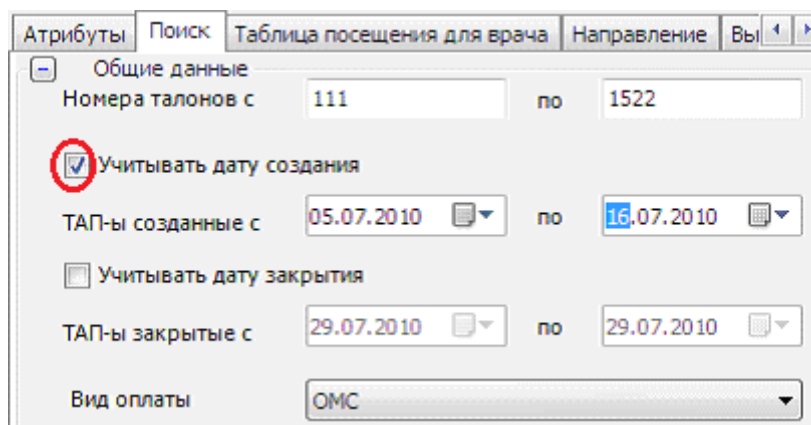 Атрибуты Поиск Таблица посещения для врача Направление Вы
Общие данные
Номера талонов с 111 по 1522
Учитывать дату создания
ТАП-ы созданные с 05.07.2010 по 16.07.2010
Учитывать дату закрытия
ТАП-ы закрытые с 29.07.2010 по 29.07.2010
Вид оплаты ОМС